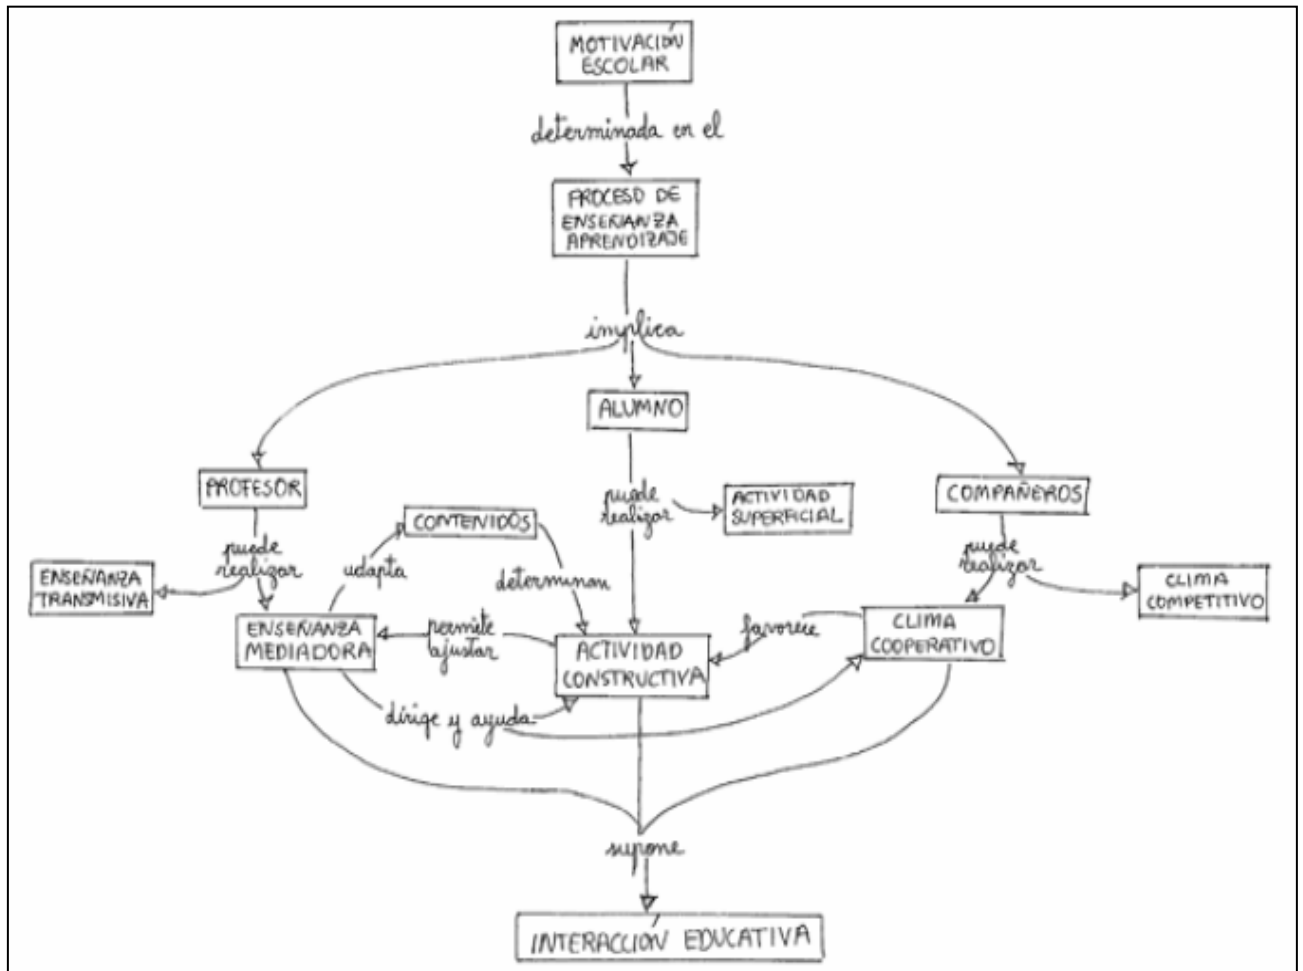 MOTIVACIÓN
ESCOLAR
determinada en el
PROCESO DE
ENSEÑANZA
APRENDIZAJE
implica
ALUMNO
PROFESOR
puede
realizar
ACTIVIDAD
SUPERFICIAL
COMPAÑEROS
CONTENIDOS
puede
realizar
ENSEÑANZA
TRANSMISIVA
adapta
determinan
puede
realizar
CLIMA
COMPETITIVO
ENSEÑANZA
MEDIADORA
permite
ajustar
ACTIVIDAD
CONSTRUCTIVA
favorece
CLIMA
COOPERATIVO
dirige y ayuda
supone
INTERACCIÓN EDUCATIVA